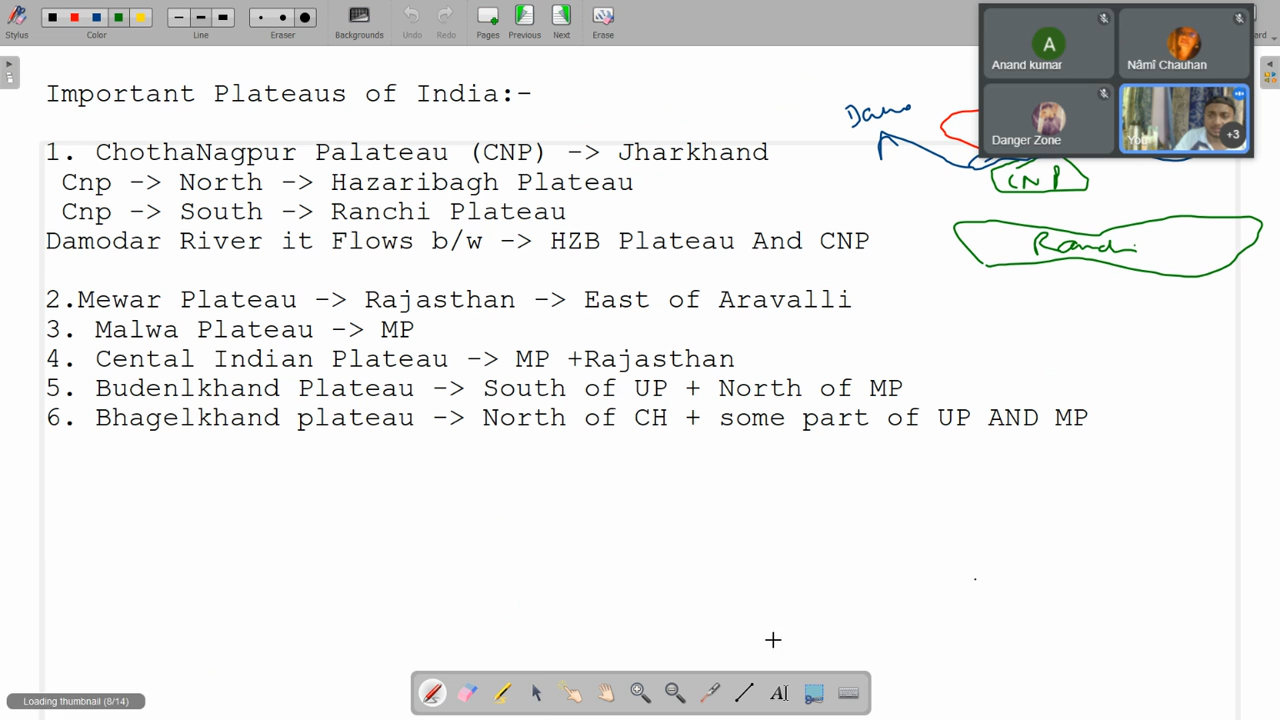 Stylus
Color
Line
Eraser
Backgrounds
Undo
Redo
Pages
Previous
Next
Erase
Anand kumar
Nâmî Chauhan
Danger Zone
You
+3
Important Plateaus of India:-
1. ChothaNagpur Palateau (CNP) -> Jharkhand
Cnp -> North -> Hazaribagh Plateau
Cnp -> South -> Ranchi Plateau
Damodar River it Flows b/w -> HZB Plateau And CNP
2.Mewar Plateau -> Rajasthan -> East of Aravalli
3. Malwa Plateau -> MP
4. Cental Indian Plateau -> MP +Rajasthan
5. Budenlkhand Plateau -> South of UP + North of MP
6. Bhagelkhand plateau -> North of CH + some part of UP AND MP
CNP
Ranchi
Loading thumbnail (8/14)